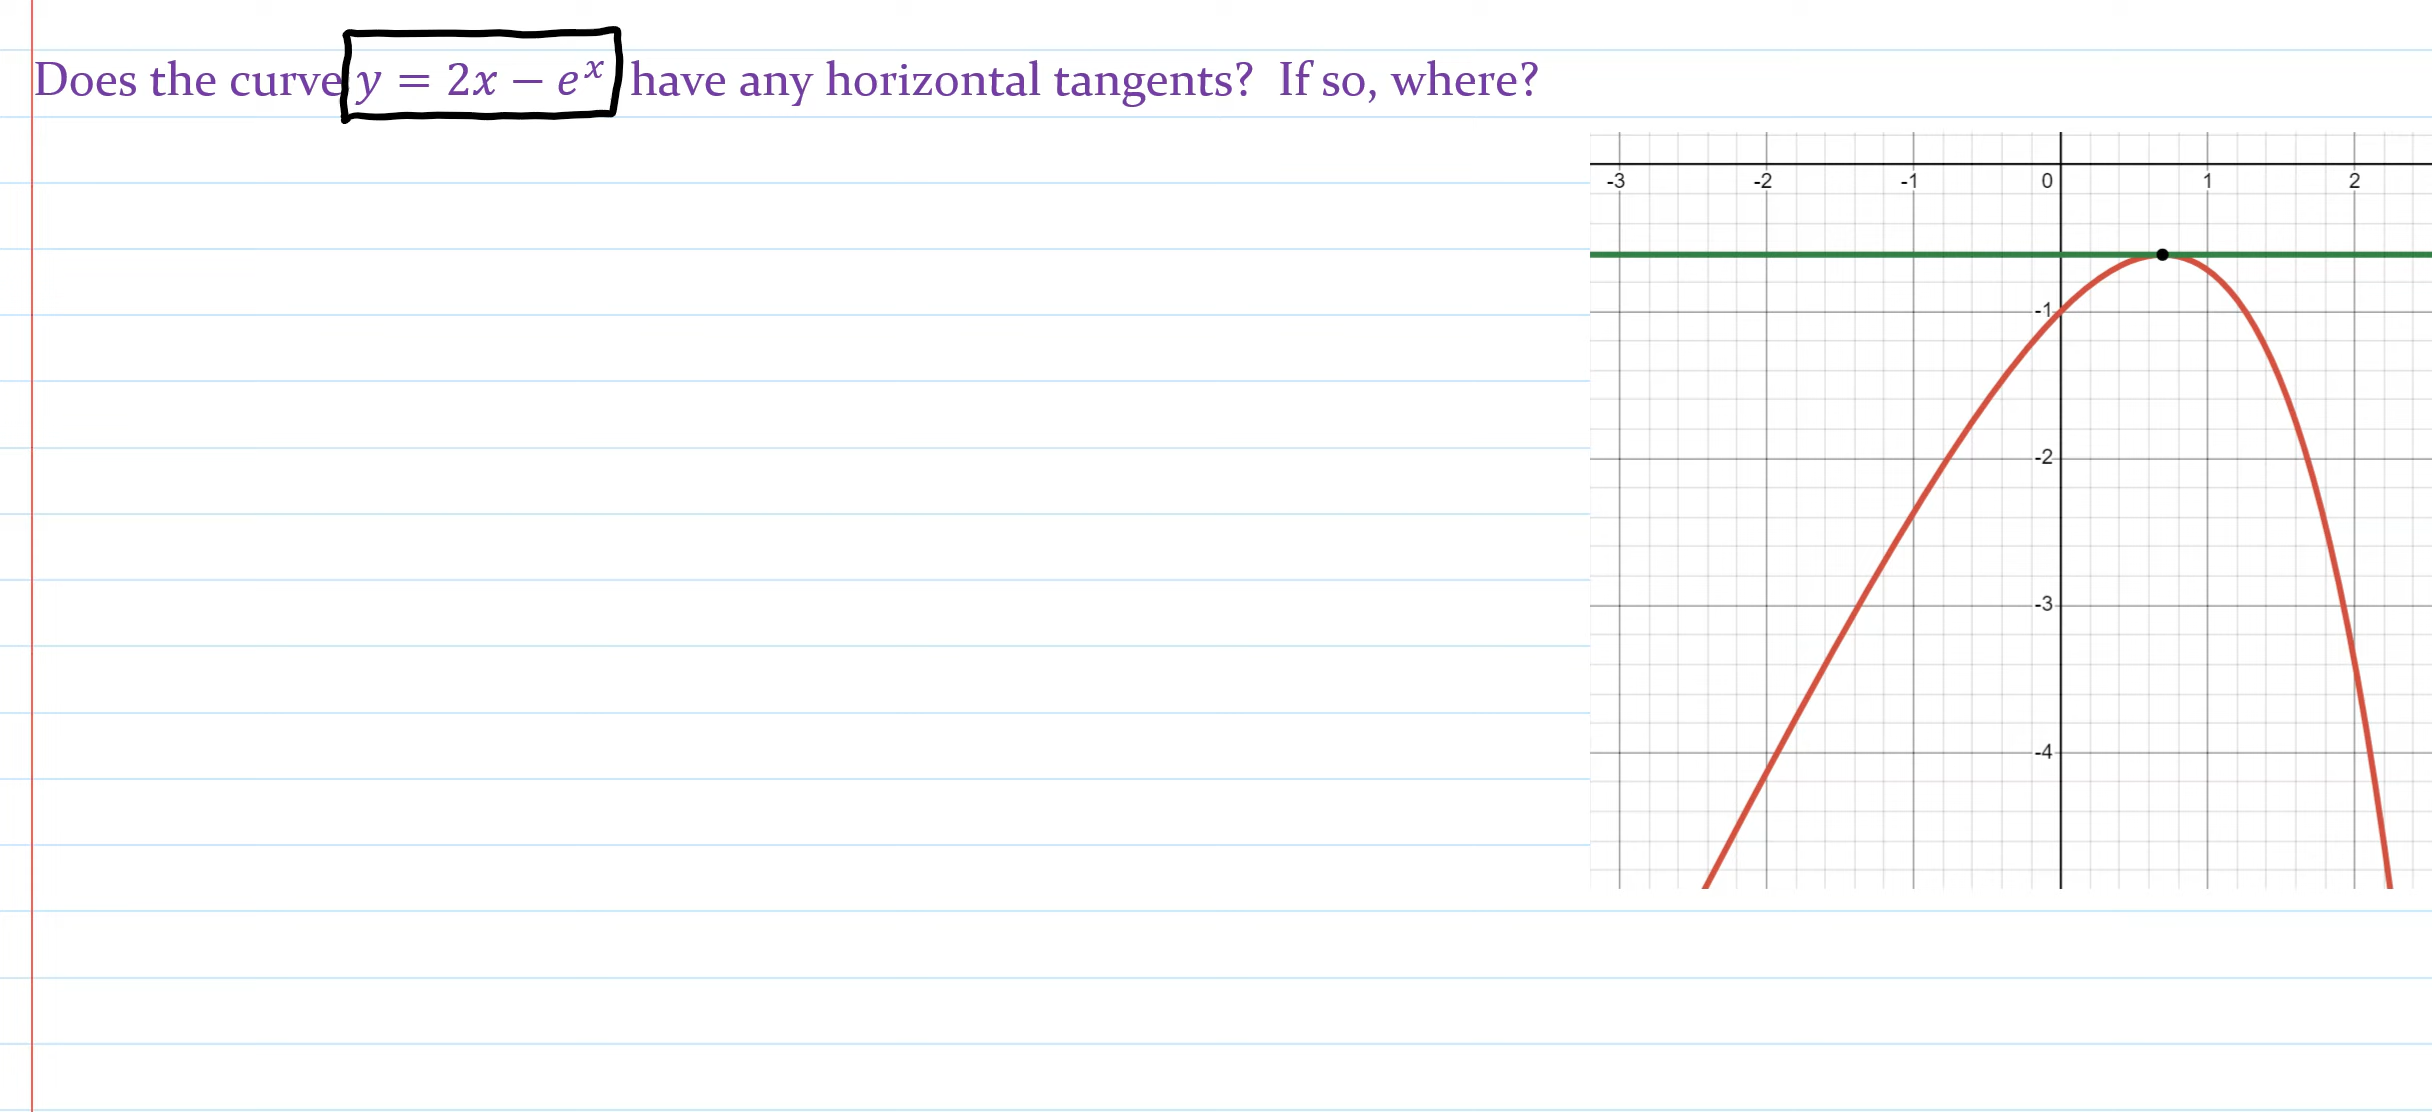 Does the curve y = 2x − eˣ have any horizontal tangents? If so, where?
-3 -2 -1 0 1 2
-1
-2
-3
-4